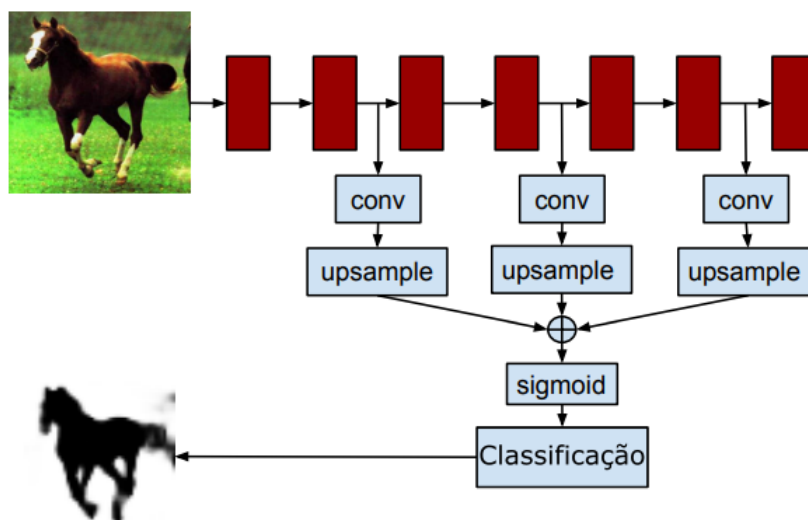 conv
conv
conv
upsample
upsample
upsample
sigmoid
Classificação